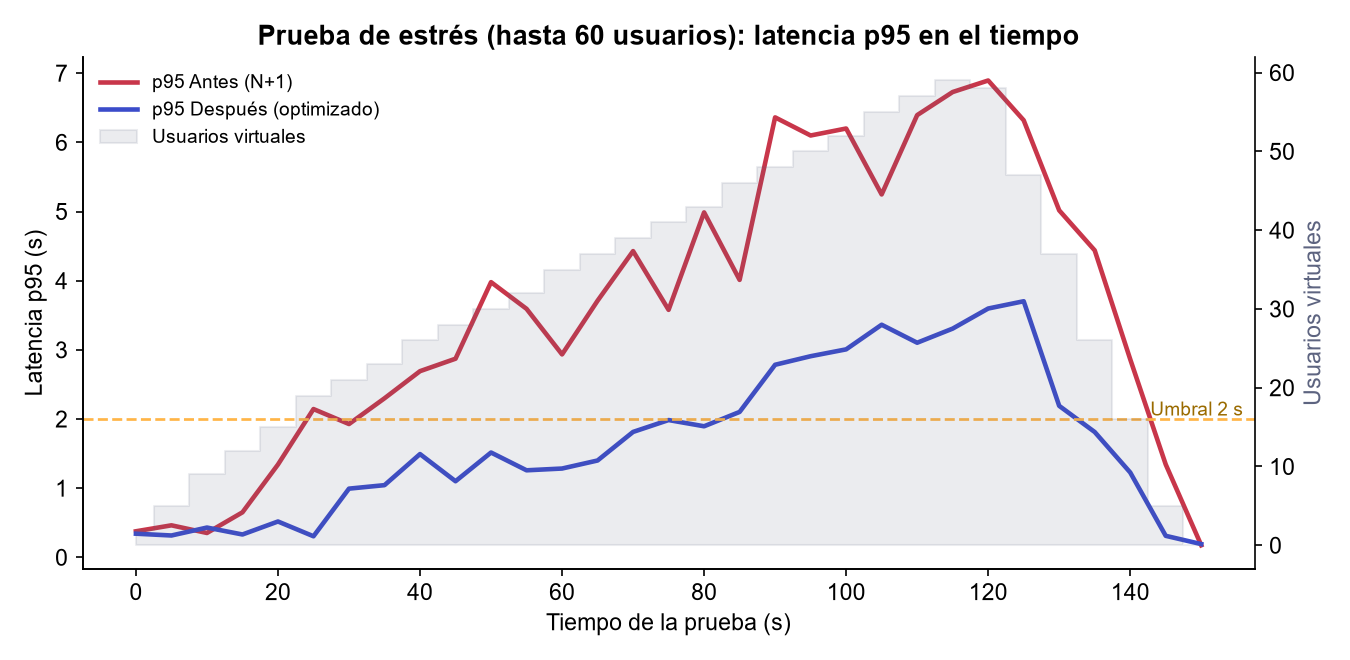 Prueba de estrés (hasta 60 usuarios): latencia p95 en el tiempo
p95 Antes (N+1)
p95 Después (optimizado)
Usuarios virtuales
Latencia p95 (s)
7
6
5
4
3
2
1
0
60
50
40
30
20
10
0
Usuarios virtuales
Umbral 2 s
0 20 40 60 80 100 120 140
Tiempo de la prueba (s)